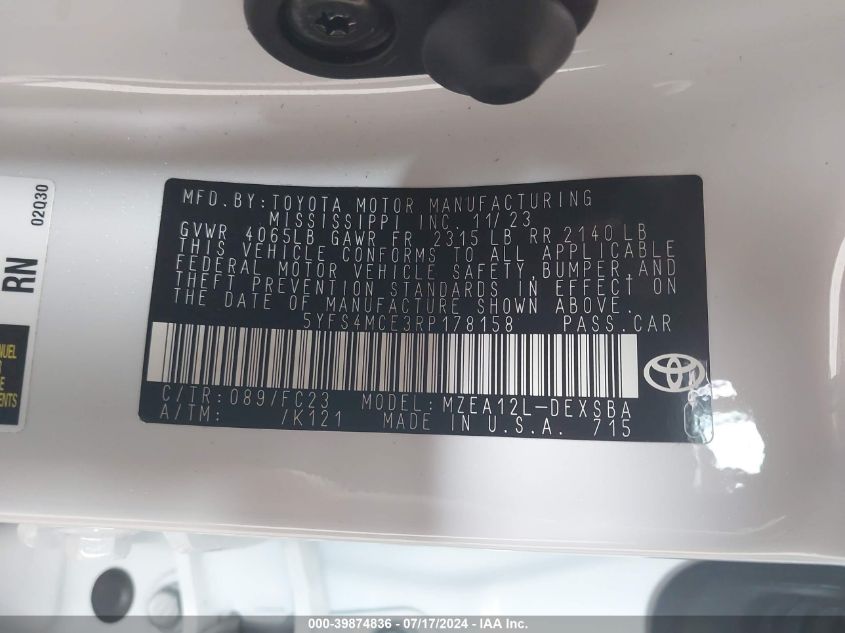 MFD. BY: TOYOTA MOTOR MANUFACTURING
MISSISSIPPI INC. 11/23
GVWR 4065LB GAWR FR 2315 LB RR 2140 LB
THIS VEHICLE CONFORMS TO ALL APPLICABLE
FEDERAL MOTOR VEHICLE SAFETY, BUMPER, AND
THEFT PREVENTION STANDARDS IN EFFECT ON
THE DATE OF MANUFACTURE SHOWN ABOVE.
5YFS4MCE3RP178158 PASS. CAR
C/TR: 089/FC23 MODEL: MZEA12L-DEXSBA
A/TM: /K121 MADE IN U.S.A. 715
RN
02Q30
000-39874836 - 07/17/2024 - IAA Inc.